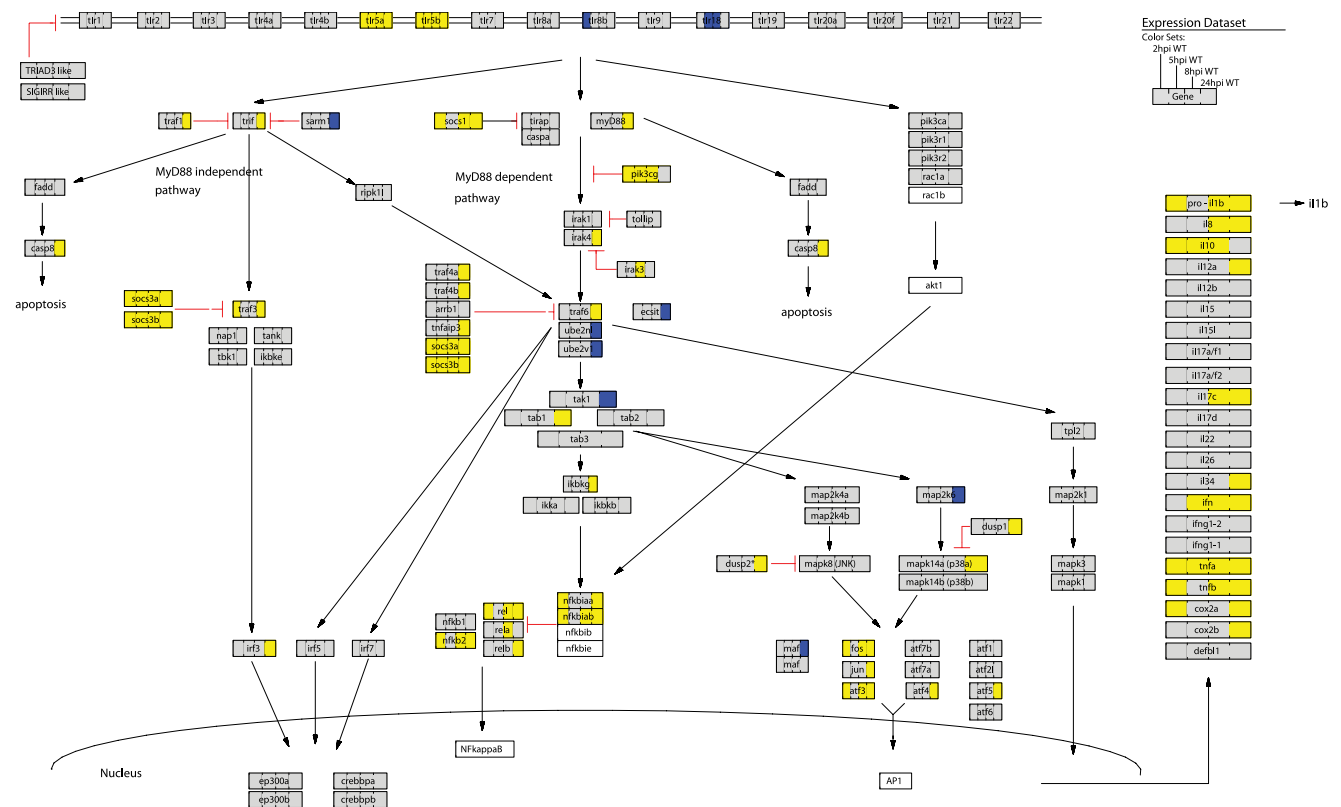 tlr1 tlr2 tlr3 tlr4a tlr4b tlr5a tlr5b tlr7 tlr8a tlr8b tlr9 tlr18 tlr19 tlr20a tlr20f tlr21 tlr22
Expression Dataset
Color Sets:
2hpi WT
5hpi WT
8hpi WT
24hpi WT
Gene
TRIAD3 like
SIGIRR like
traf1 trif sarm1
socs1 tirap myD88
caspa
pik3ca
pik3r1
pik3r2
rac1a
rac1b
MyD88 independent
pathway
MyD88 dependent
pathway
pik3cg
fadd
ripk1l
fadd
irak1 tollip
irak4
casp8
casp8
irak3
apoptosis
apoptosis
akt1
socs3a
socs3b
traf3
nap1 tank
tbk1 ikbke
traf4a
traf4b
arrb1
tnfaip3
socs3a
socs3b
traf6 ecsit
ube2nl
ube2v1
tak1
tab1 tab2
tab3
ikbkg
ikka ikbkb
map2k4a
map2k4b
map2k6
tpl2
map2k1
dusp1
dusp2*
mapk8 (JNK)
mapk14a (p38a)
mapk14b (p38b)
mapk3
mapk1
nfkb1
nfkb2
rel
rela
relb
nfkbiaa
nfkbiab
nfkbib
nfkbie
irf3 irf5 irf7
maf
maf
fos
jun
atf3
atf7b
atf7a
atf4
atf1
atf2l
atf5
atf6
NFkappaB
AP1
Nucleus
ep300a
ep300b
crebbpa
crebbpb
pro - il1b
il1b
il8
il10
il12a
il12b
il15
il15l
il17a/f1
il17a/f2
il17c
il17d
il22
il26
il34
ifn
ifng1-2
ifng1-1
tnfa
tnfb
cox2a
cox2b
defbl1